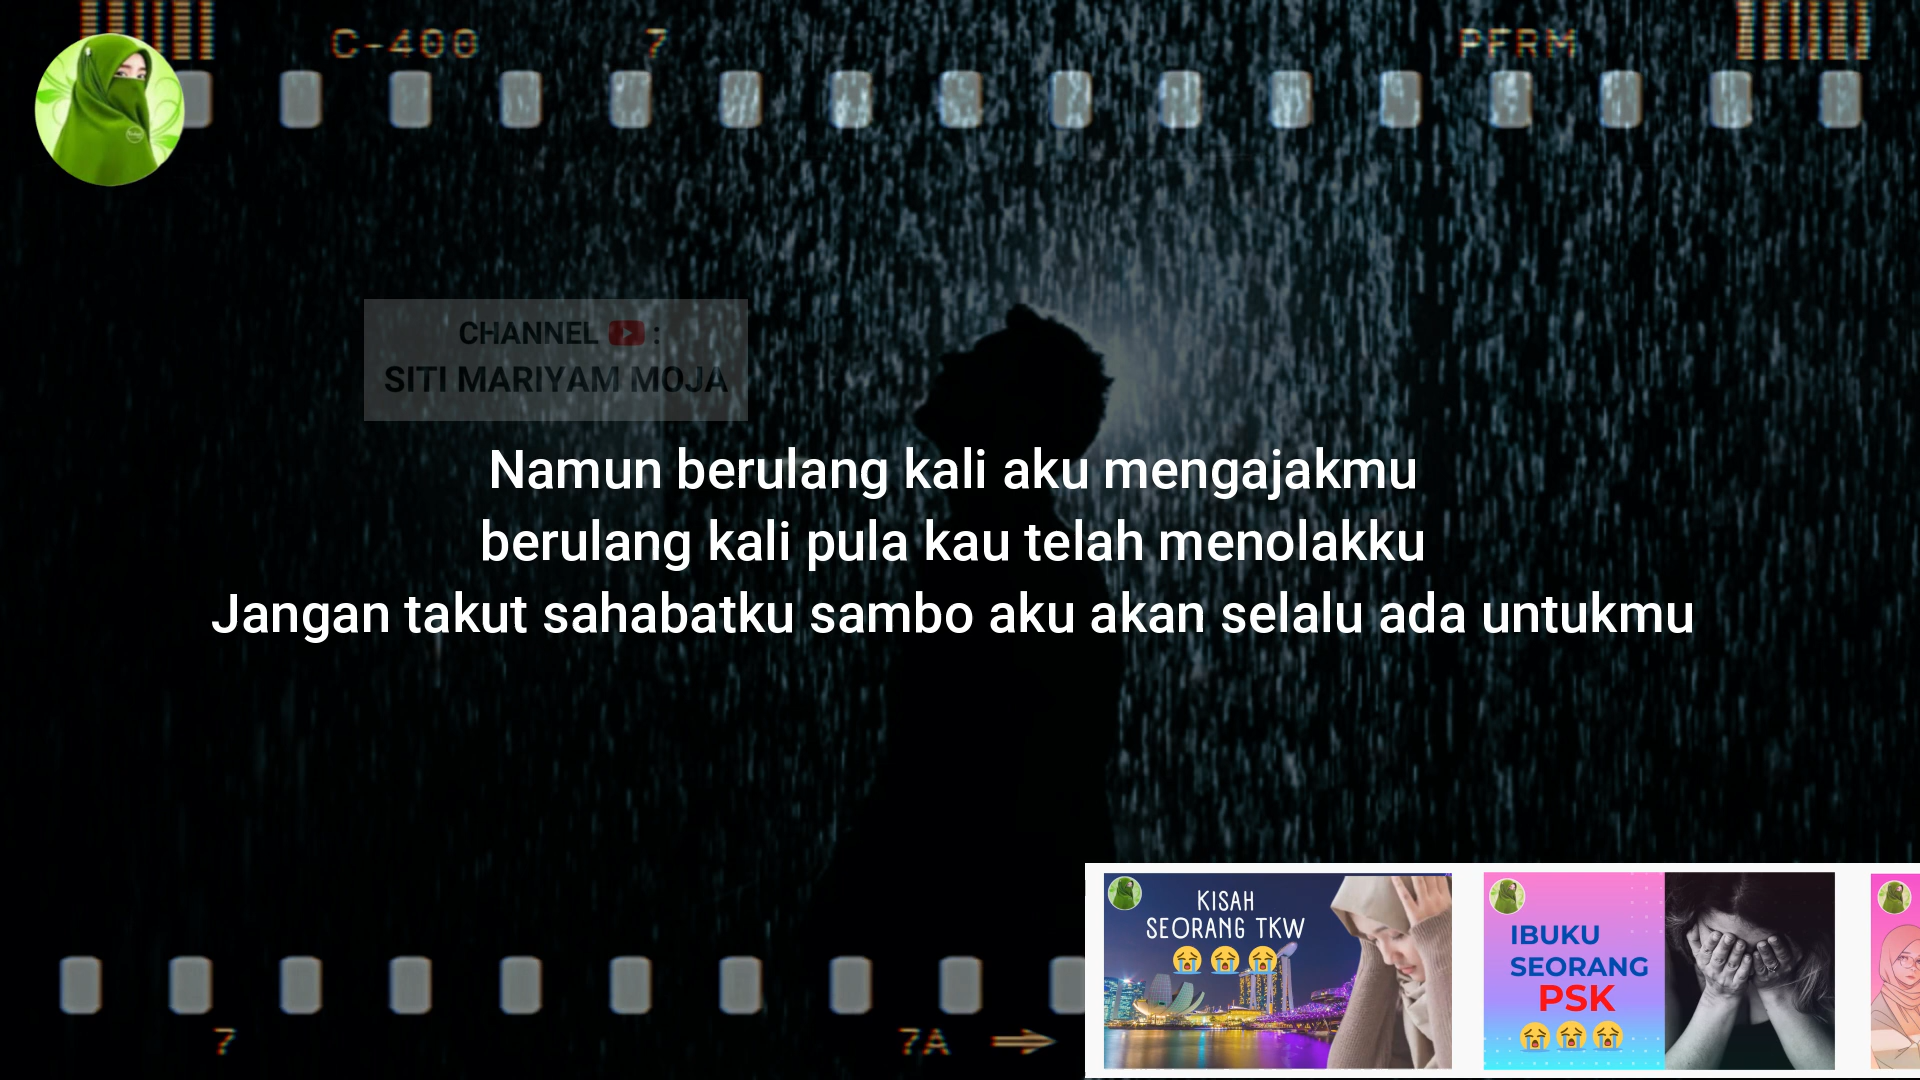 C-400 7 PFRM
CHANNEL :
SITI MARIYAM MOJA
Namun berulang kali aku mengajakmu
berulang kali pula kau telah menolakku
Jangan takut sahabatku sambo aku akan selalu ada untukmu
KISAH
SEORANG TKW
IBUKU
SEORANG
PSK
7 7A